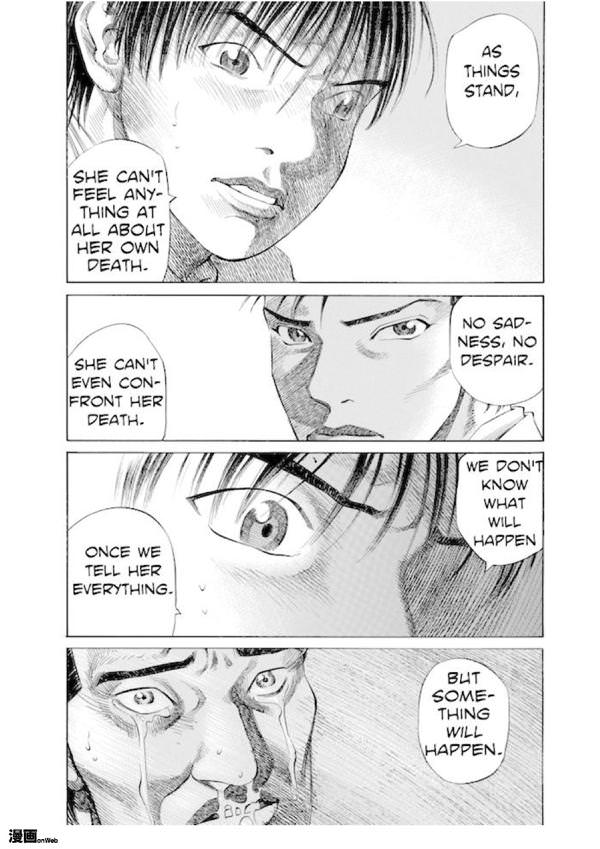 AS
THINGS
STAND,
SHE CAN'T
FEEL ANY-
THING AT
ALL ABOUT
HER OWN
DEATH.
NO SAD-
NESS, NO
DESPAIR.
SHE CAN'T
EVEN CON-
FRONT HER
DEATH.
WE DON'T
KNOW
WHAT
WILL
HAPPEN
ONCE WE
TELL HER
EVERYTHING.
BUT
SOME-
THING
WILL
HAPPEN.
漫画onWeb